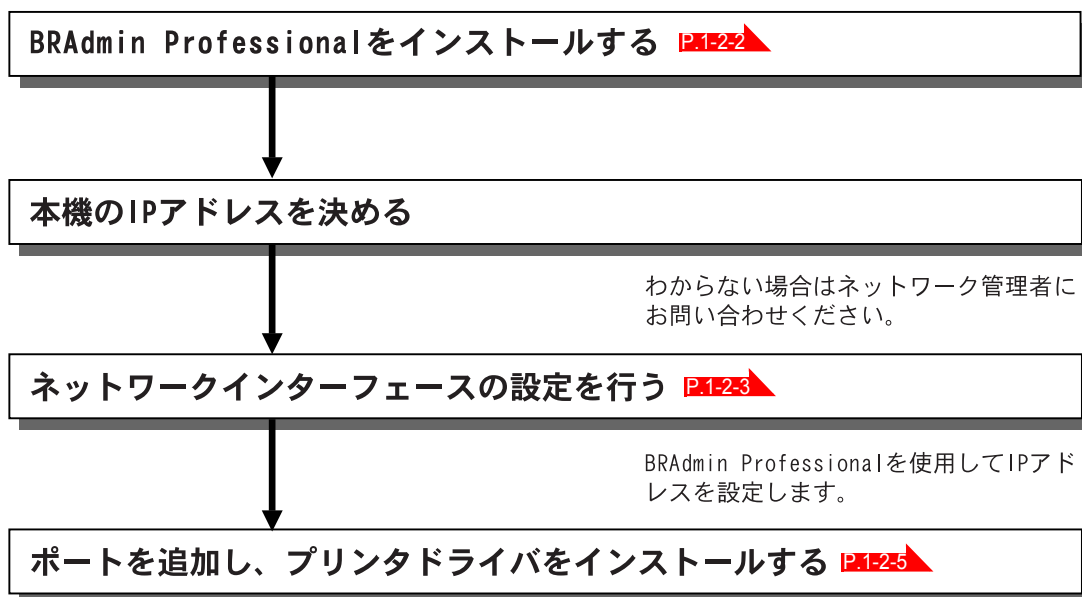 BRAdmin Professionalをインストールする P.1-2-2
本機のIPアドレスを決める
わからない場合はネットワーク管理者に
お問い合わせください。
ネットワークインターフェースの設定を行う P.1-2-3
BRAdmin Professionalを使用してIPアド
レスを設定します。
ポートを追加し、プリンタドライバをインストールする P.1-2-5